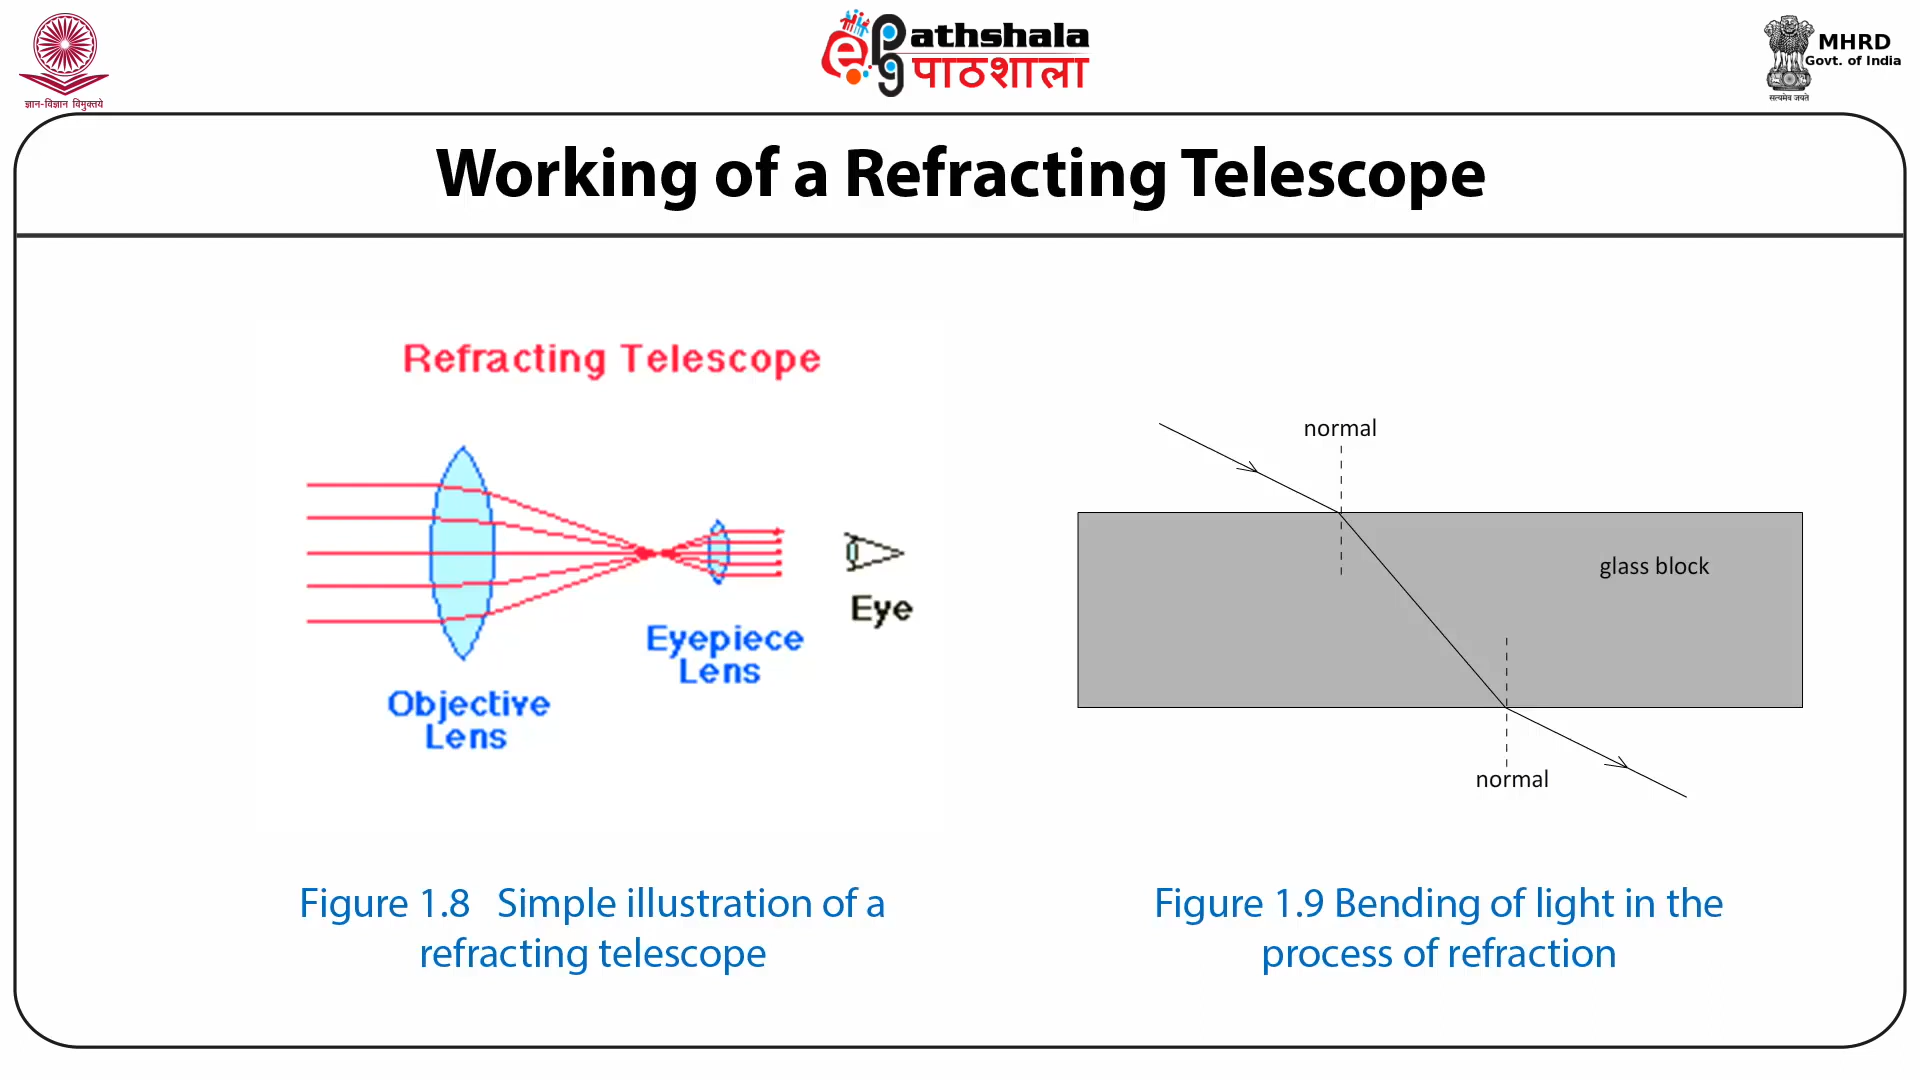 ज्ञान-विज्ञान विमुक्तये
ePathshala
पाठशाला
MHRD
Govt. of India
सत्यमेव जयते
Working of a Refracting Telescope
Refracting Telescope
Eye
Eyepiece
Lens
Objective
Lens
normal
glass block
normal
Figure 1.8 Simple illustration of a
refracting telescope
Figure 1.9 Bending of light in the
process of refraction